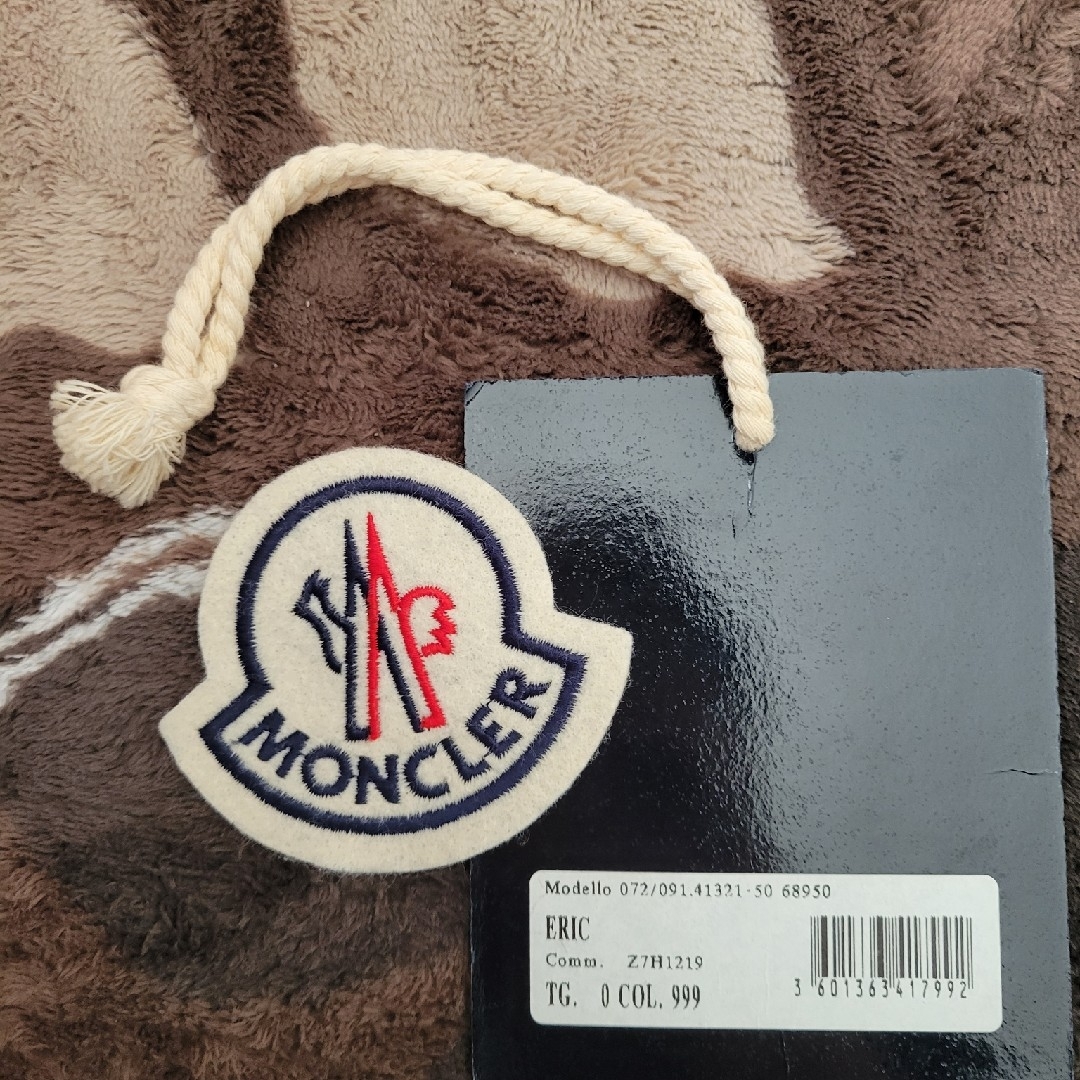 MONCLER
Modello 072/091.41321-50 68950
ERIC
Comm. Z7H1219
TG. 0 COL. 999
3 601363 417992